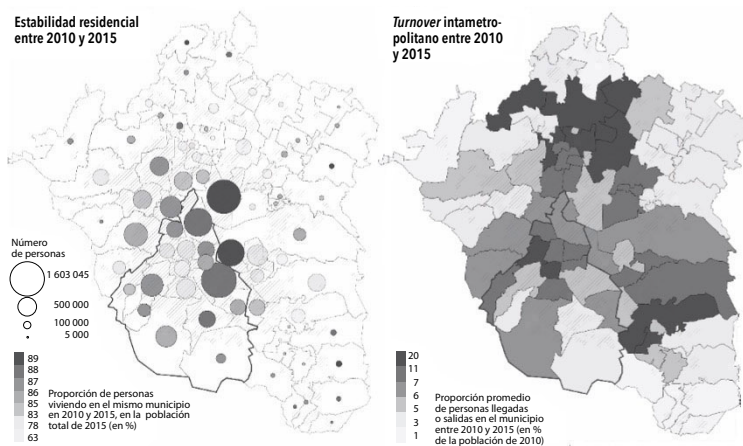 Estabilidad residencial
entre 2010 y 2015
Número
de personas
1 603 045
500 000
100 000
5 000
89
88
87
86
85
83
78
63
Proporción de personas
viviendo en el mismo municipio
en 2010 y 2015, en la población
total de 2015 (en %)
Turnover intametro-
politano entre 2010
y 2015
20
11
7
6
5
3
1
Proporción promedio
de personas llegadas
o salidas en el municipio
entre 2010 y 2015 (en %
de la población de 2010)